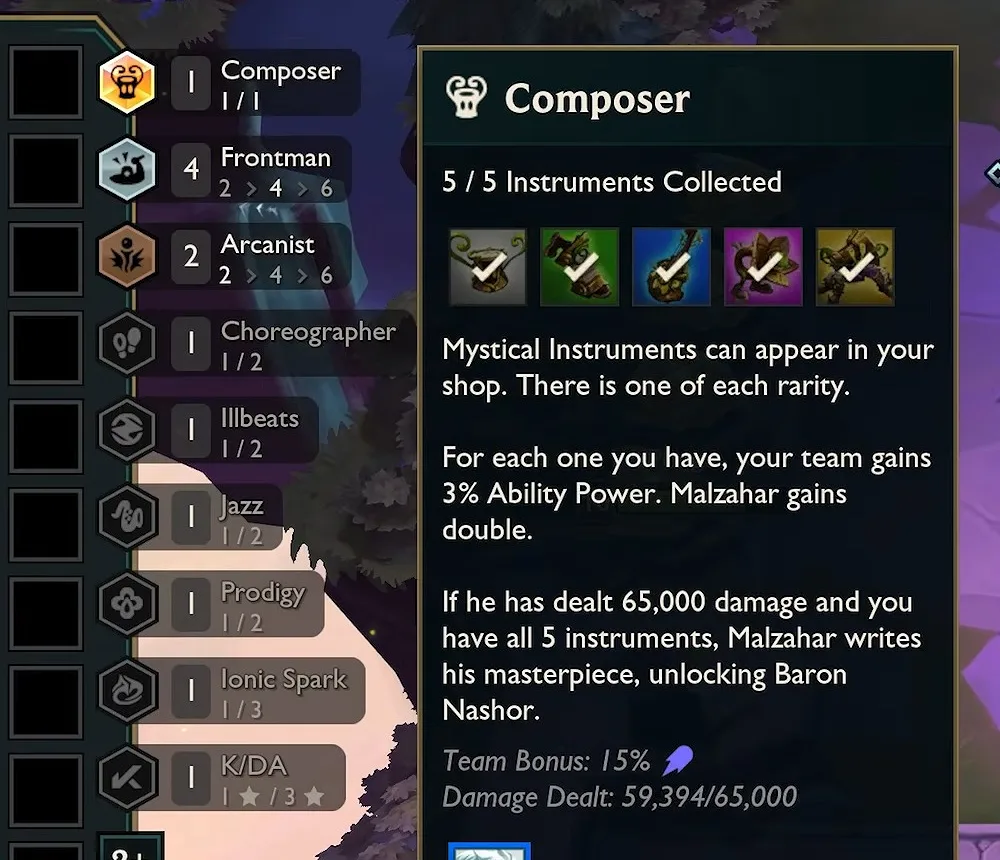 1
Composer
1 / 1
4
Frontman
2 > 4 > 6
2
Arcanist
2 > 4 > 6
1
Choreographer
1 / 2
1
Illbeats
1 / 2
1
Jazz
1 / 2
1
Prodigy
1 / 2
1
Ionic Spark
1 / 3
1
K/DA
1 ★ / 3 ★
Composer
5 / 5 Instruments Collected
Mystical Instruments can appear in your
shop. There is one of each rarity.
For each one you have, your team gains
3% Ability Power. Malzahar gains
double.
If he has dealt 65,000 damage and you
have all 5 instruments, Malzahar writes
his masterpiece, unlocking Baron
Nashor.
Team Bonus: 15%
Damage Dealt: 59,394/65,000